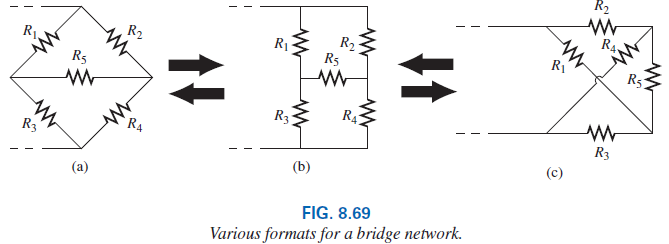 R1
R2
R5
R3
R4
(a)
R1
R2
R5
R3
R4
(b)
R2
R4
R1
R5
R3
(c)
FIG. 8.69
Various formats for a bridge network.